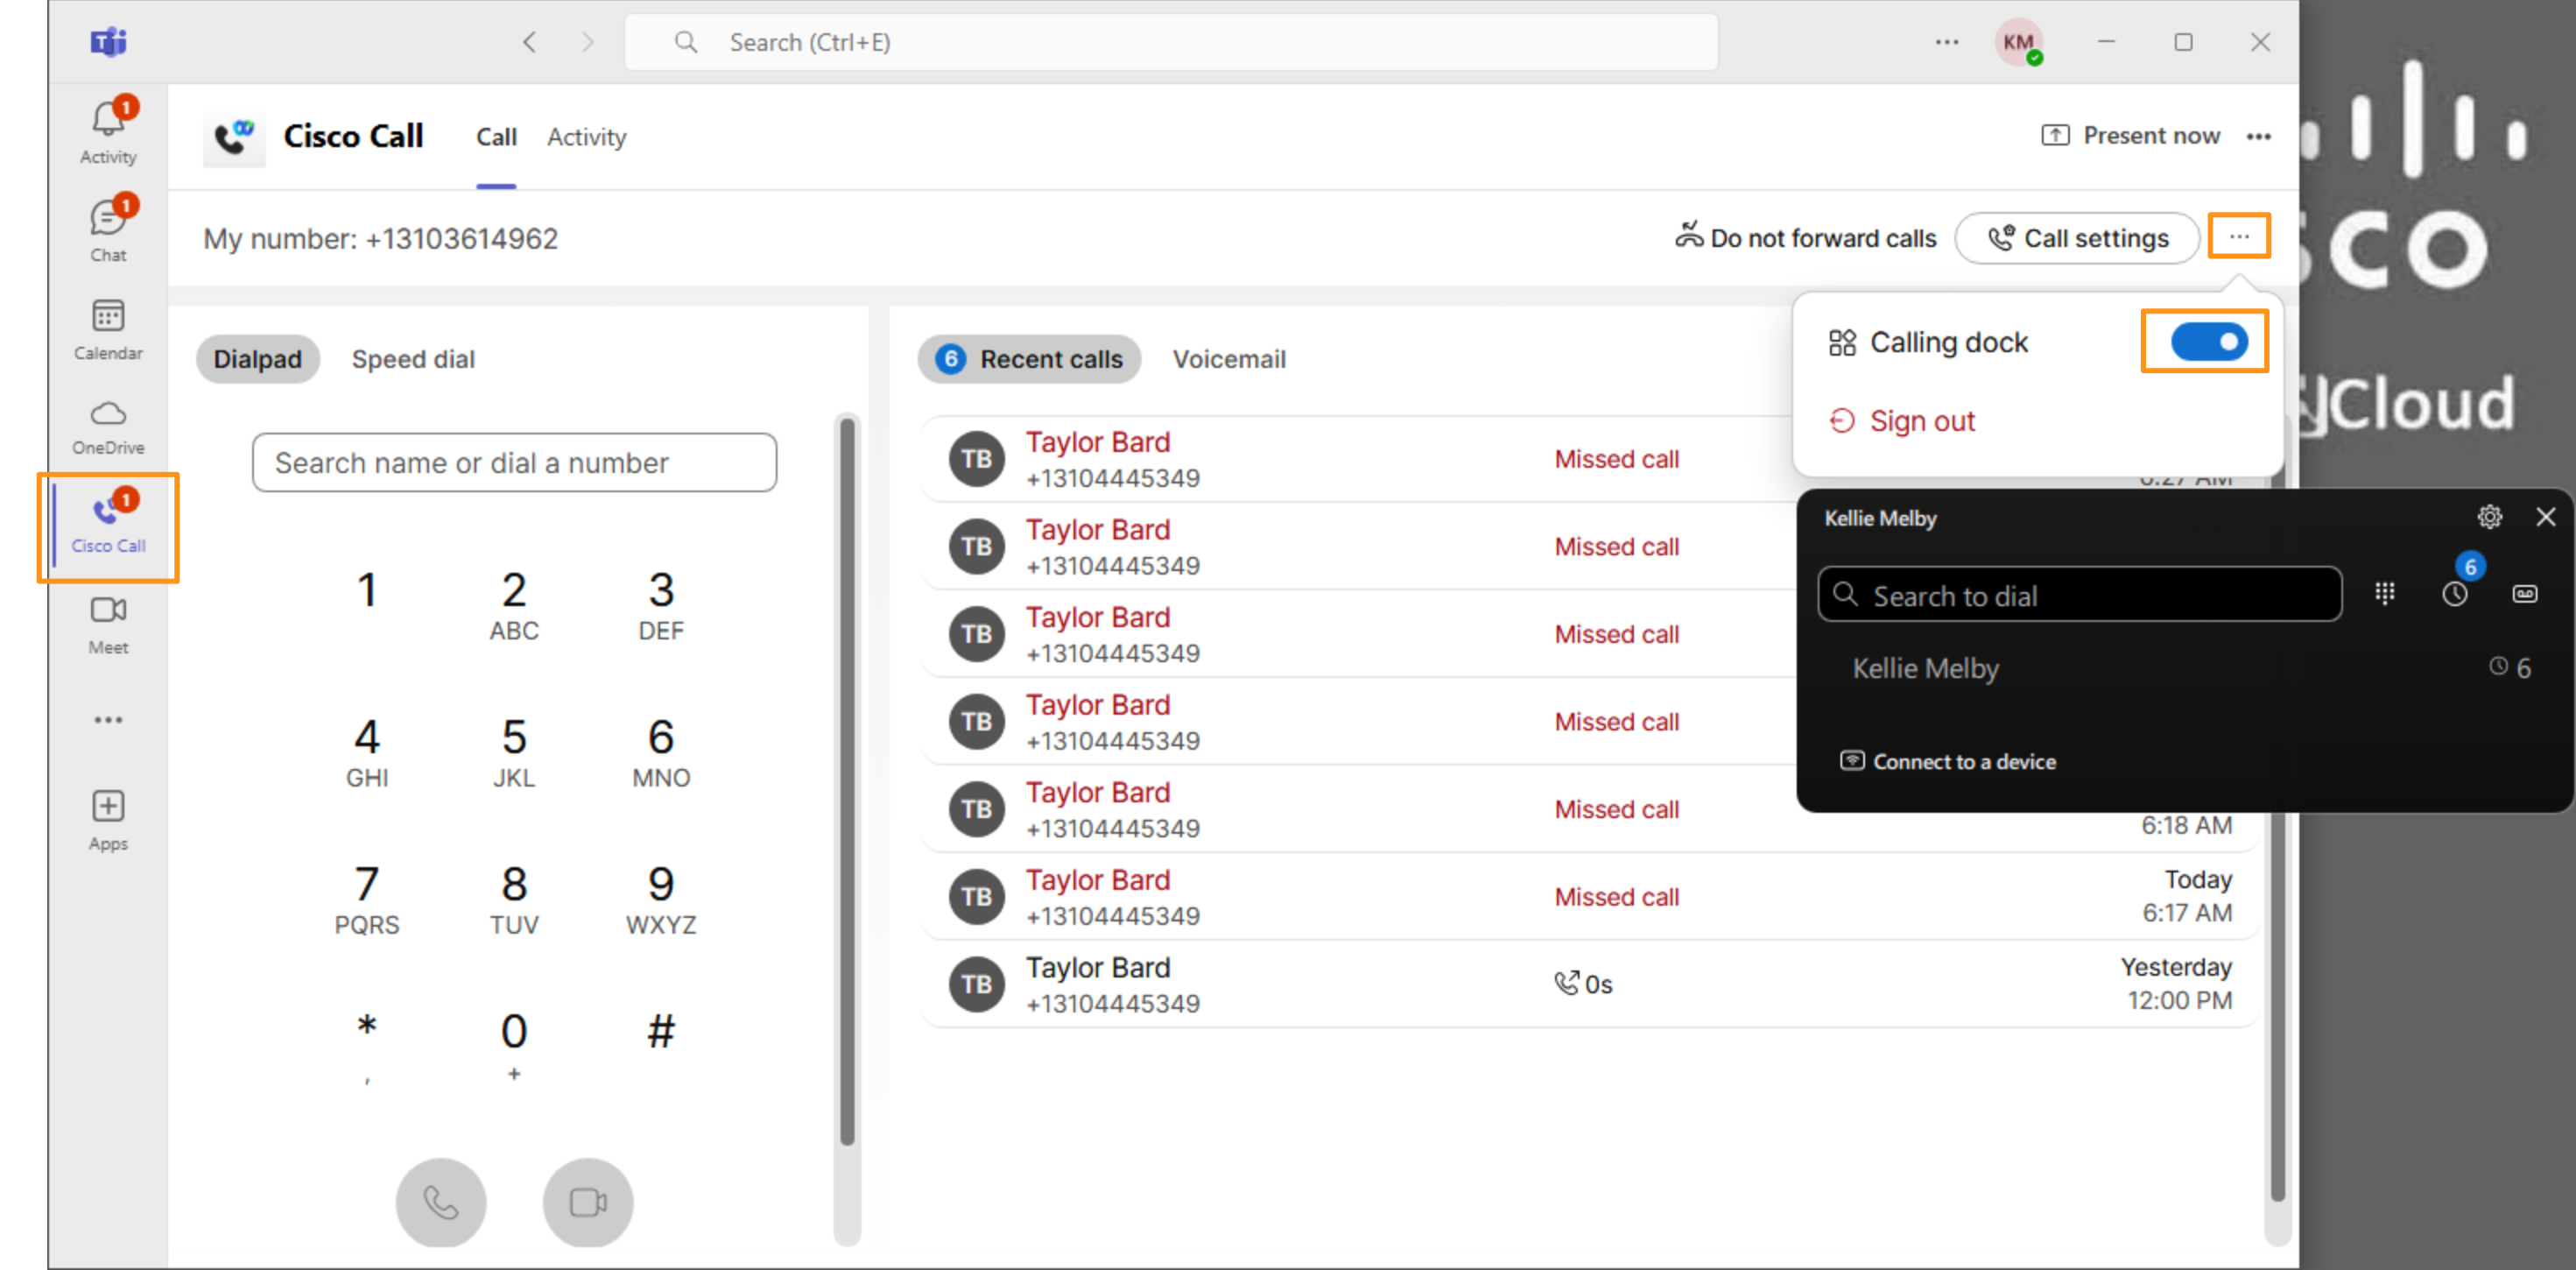 Search (Ctrl+E)
KM
1
Activity
1
Chat
Calendar
OneDrive
1
Cisco Call
Meet
Apps
Cisco Call
Call
Activity
Present now
My number: +13103614962
Do not forward calls
Call settings
Calling dock
Sign out
Dialpad
Speed dial
Search name or dial a number
1
2
3
ABC
DEF
4
5
6
GHI
JKL
MNO
7
8
9
PQRS
TUV
WXYZ
*
0
#
,
+
6 Recent calls
Voicemail
TB
Taylor Bard
+13104445349
Missed call
TB
Taylor Bard
+13104445349
Missed call
TB
Taylor Bard
+13104445349
Missed call
TB
Taylor Bard
+13104445349
Missed call
TB
Taylor Bard
+13104445349
Missed call
6:18 AM
TB
Taylor Bard
+13104445349
Missed call
Today
6:17 AM
TB
Taylor Bard
+13104445349
0s
Yesterday
12:00 PM
Kellie Melby
Search to dial
6
Kellie Melby
6
Connect to a device
co
Cloud